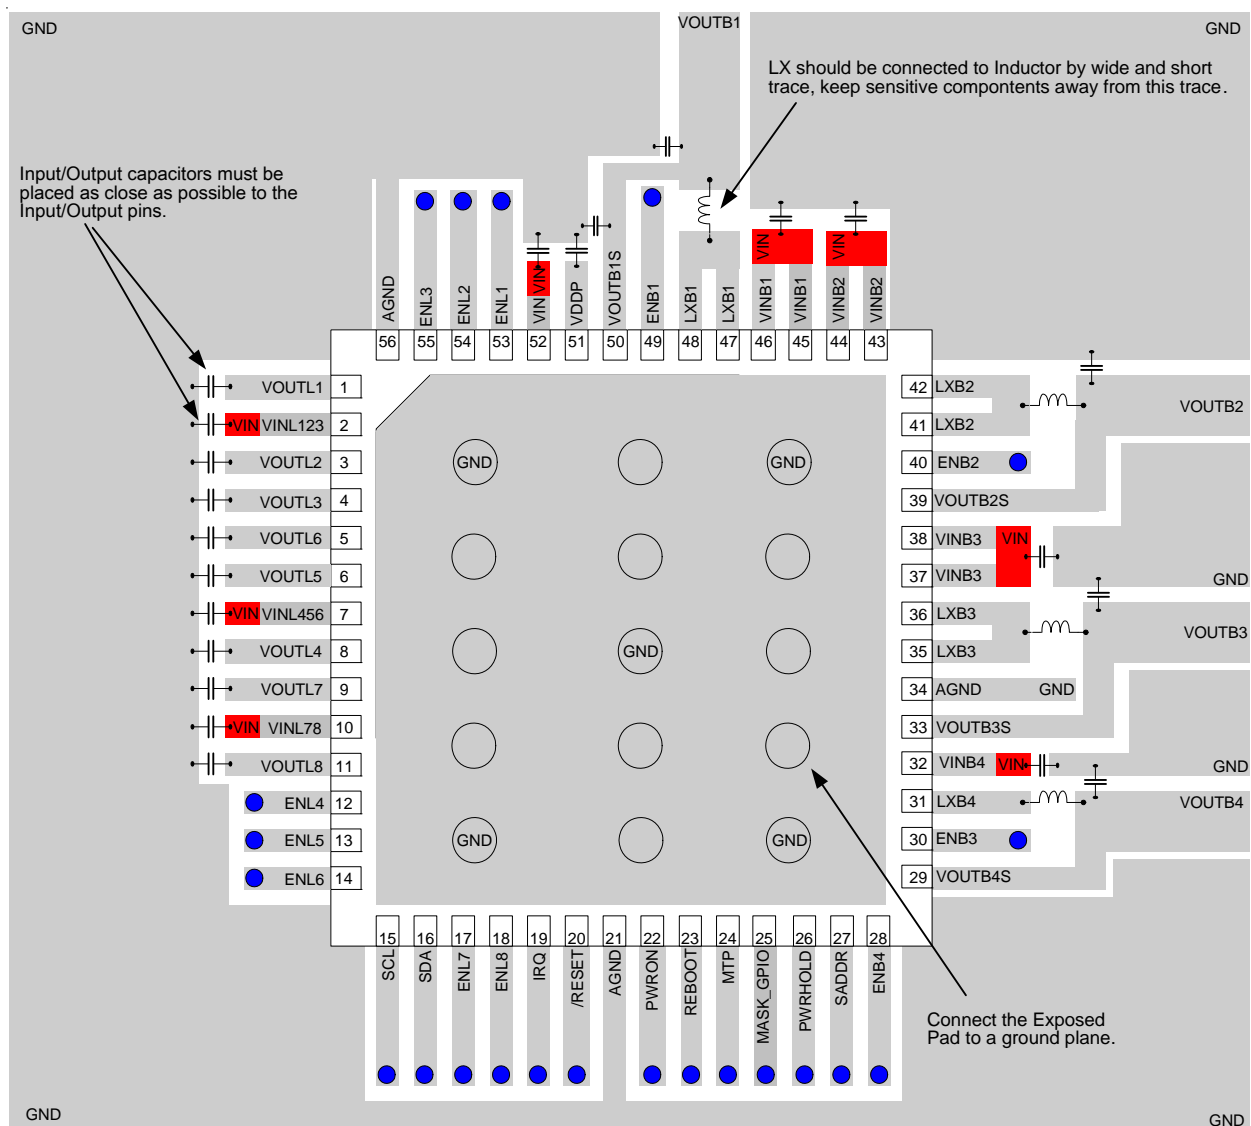 GND
VOUTB1
GND
LX should be connected to Inductor by wide and short
trace, keep sensitive compontents away from this trace.
Input/Output capacitors must be
placed as close as possible to the
Input/Output pins.
AGND
ENL3
ENL2
ENL1
VIN VIN
VDDP
VOUTB1S
ENB1
LXB1
LXB1
VIN
VINB1
VINB1
VIN
VINB2
VINB2
56
55
54
53
52
51
50
49
48
47
46
45
44
43
VOUTL1 1
VIN VINL123 2
VOUTL2 3
VOUTL3 4
VOUTL6 5
VOUTL5 6
VIN VINL456 7
VOUTL4 8
VOUTL7 9
VIN VINL78 10
VOUTL8 11
ENL4 12
ENL5 13
ENL6 14
GND
GND
GND
GND
GND
42 LXB2
VOUTB2
41 LXB2
40 ENB2
39 VOUTB2S
38 VINB3 VIN
37 VINB3
GND
36 LXB3
VOUTB3
35 LXB3
34 AGND GND
33 VOUTB3S
32 VINB4 VIN
GND
31 LXB4
VOUTB4
30 ENB3
29 VOUTB4S
15
16
17
18
19
20
21
22
23
24
25
26
27
28
SCL
SDA
ENL7
ENL8
IRQ
/RESET
AGND
PWRON
REBOOT
MTP
MASK_GPIO
PWRHOLD
SADDR
ENB4
Connect the Exposed
Pad to a ground plane.
GND
GND